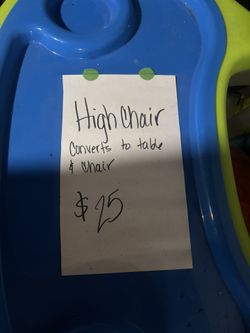 High Chair
Converts to table
& Chair
$25